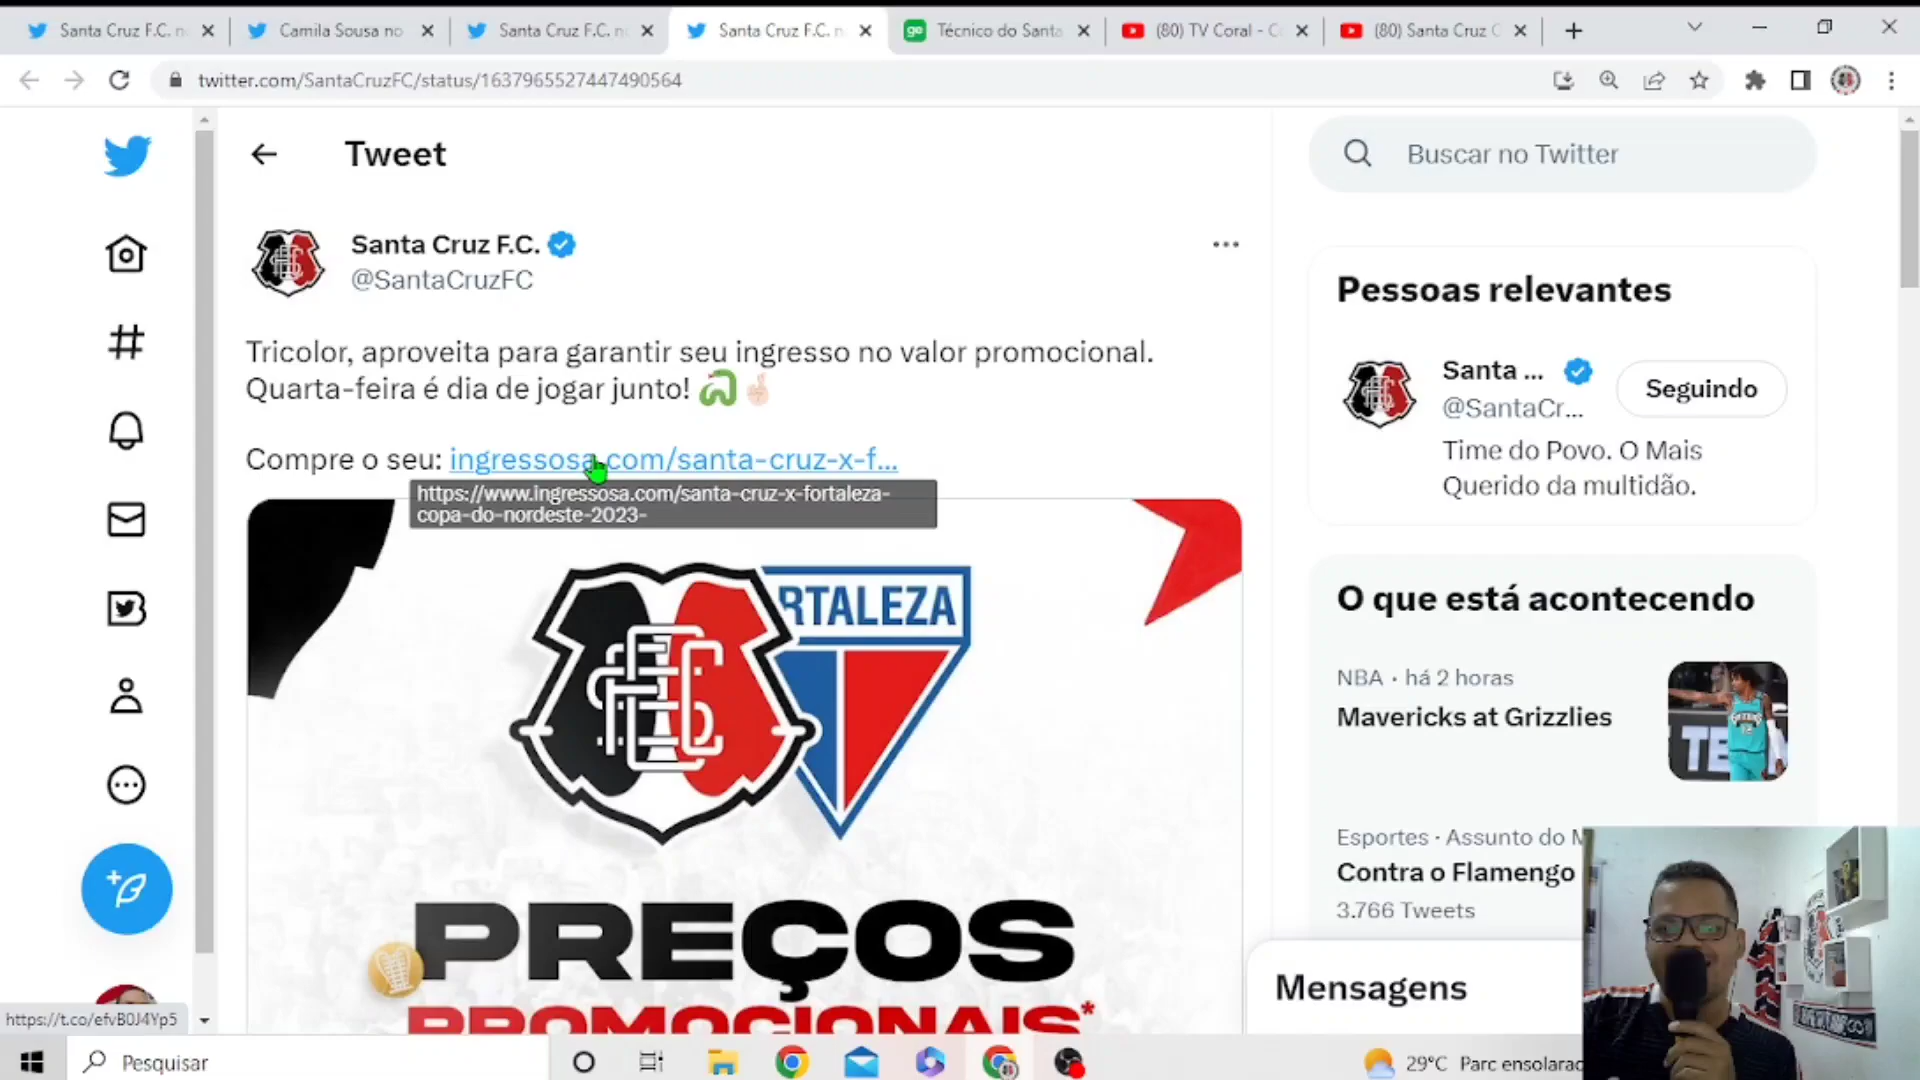 Santa Cruz F.C. n
Camila Sousa no
Santa Cruz F.C. n
Santa Cruz F.C. n
ge
Técnico do Santa
(80) TV Coral - C
(80) Santa Cruz
twitter.com/SantaCruzFC/status/1637965527447490564
Tweet
Buscar no Twitter
Santa Cruz F.C.
@SantaCruzFC
Tricolor, aproveita para garantir seu ingresso no valor promocional.
Quarta-feira é dia de jogar junto! 🐍🤞🏻
Compre o seu: ingressosa.com/santa-cruz-x-f...
https://www.ingressosa.com/santa-cruz-x-fortaleza-
copa-do-nordeste-2023-
RTALEZA
PREÇOS
PROMOCIONAIS*
Pessoas relevantes
Santa ...
@SantaCr...
Seguindo
Time do Povo. O Mais
Querido da multidão.
O que está acontecendo
NBA · há 2 horas
Mavericks at Grizzlies
Esportes · Assunto do M
Contra o Flamengo
3.766 Tweets
Mensagens
https://t.co/efvB0J4Yp5
Pesquisar
29°C Parc ensolarad